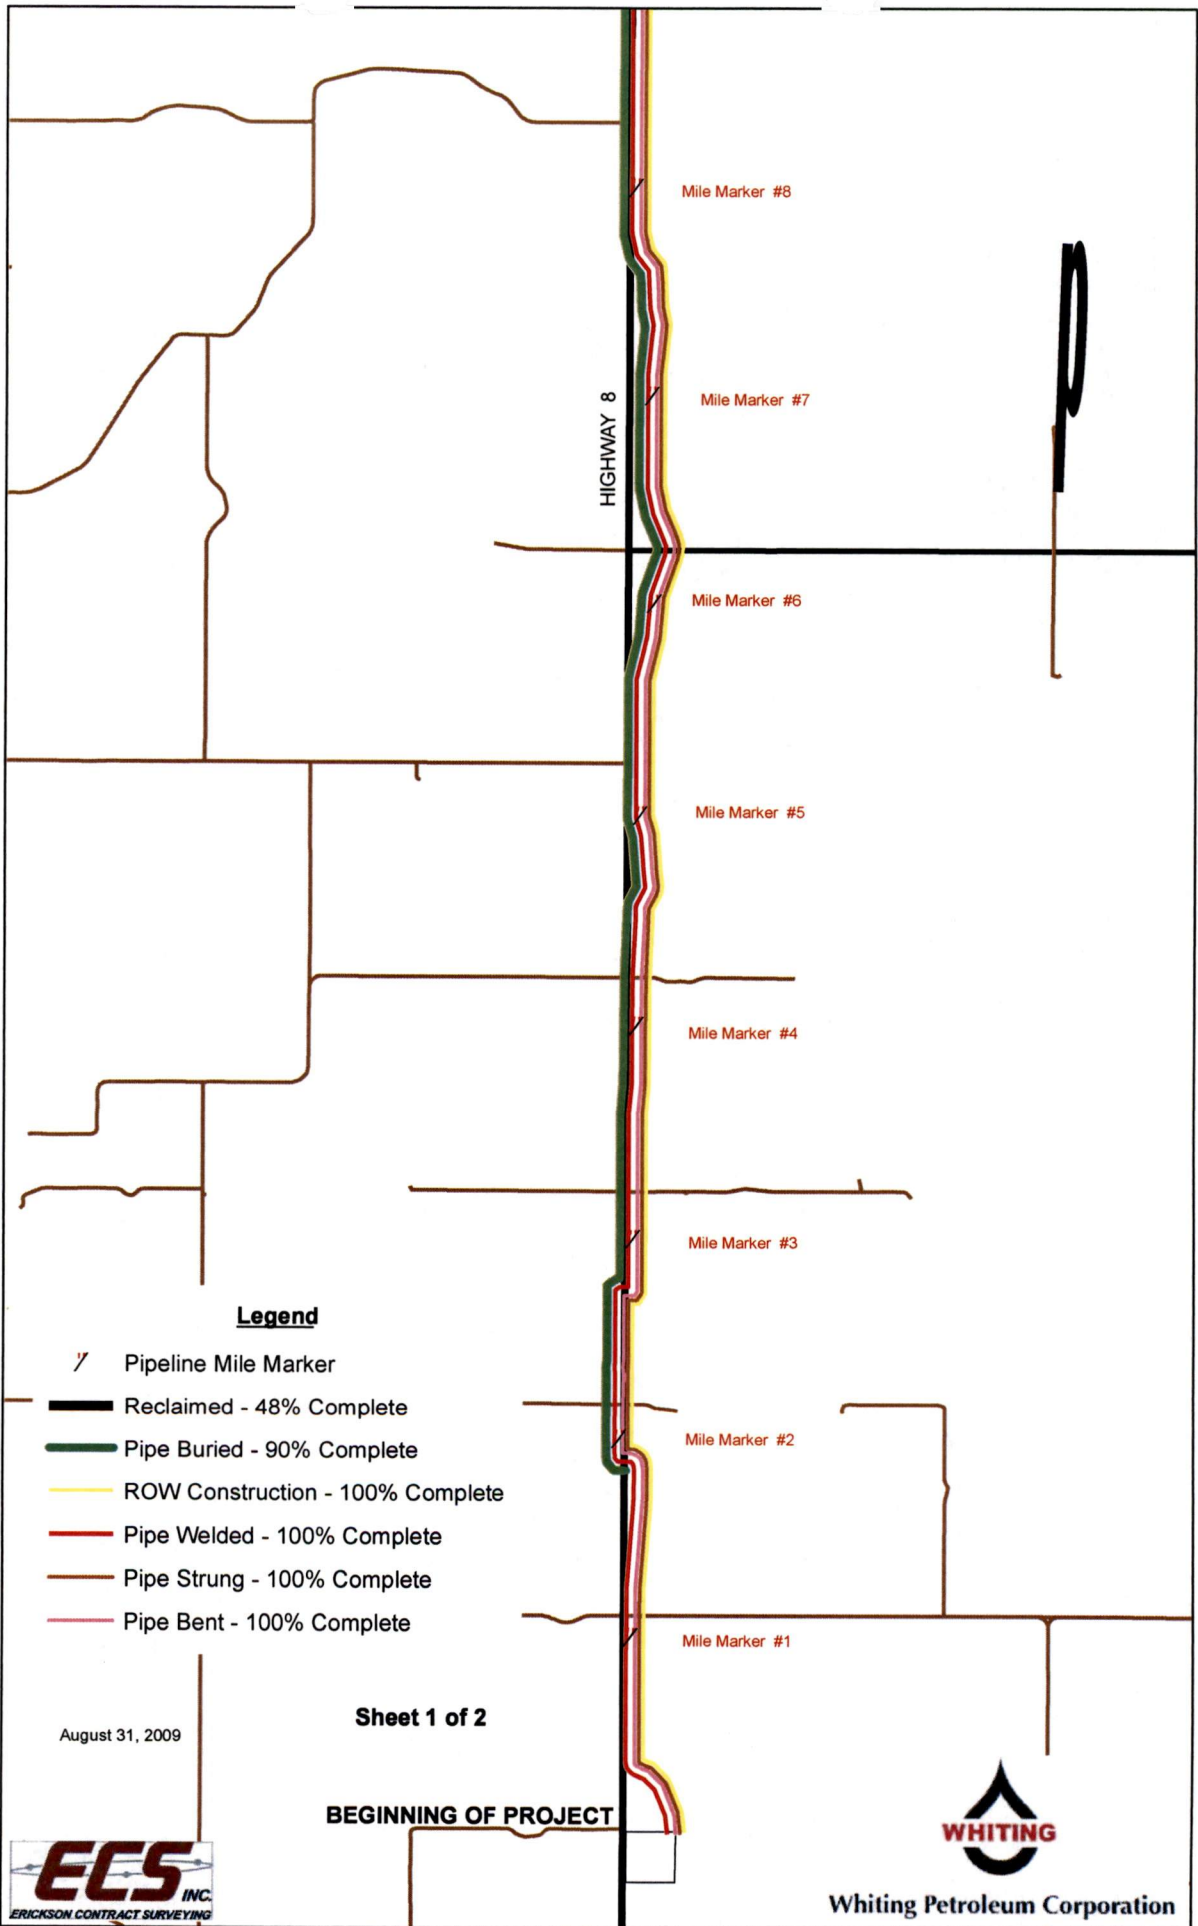 Mile Marker #8
HIGHWAY 8
Mile Marker #7
Mile Marker #6
Mile Marker #5
Mile Marker #4
Mile Marker #3
Legend
Pipeline Mile Marker
Reclaimed - 48% Complete
Pipe Buried - 90% Complete
ROW Construction - 100% Complete
Pipe Welded - 100% Complete
Pipe Strung - 100% Complete
Pipe Bent - 100% Complete
Mile Marker #2
Mile Marker #1
Sheet 1 of 2
August 31, 2009
BEGINNING OF PROJECT
ECS INC.
ERICKSON CONTRACT SURVEYING
WHITING
Whiting Petroleum Corporation